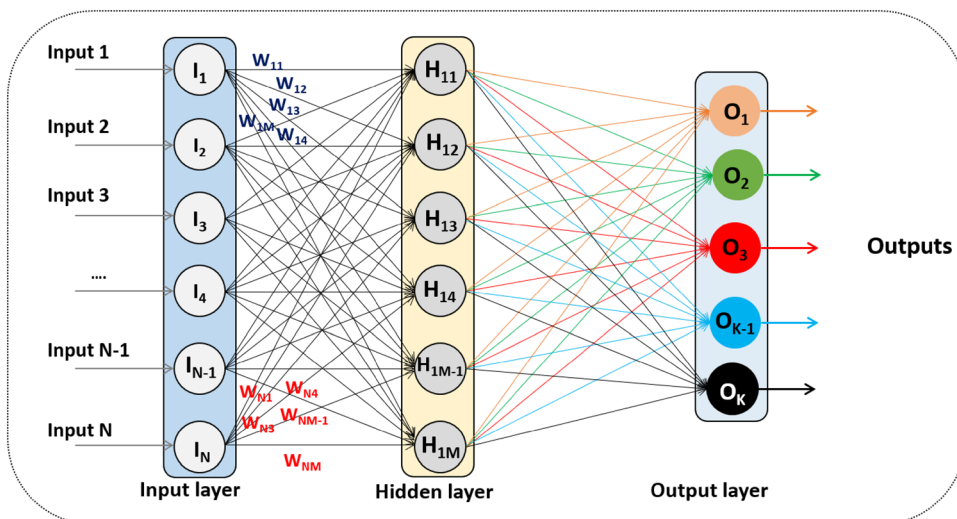 Input 1
Input 2
Input 3
....
Input N-1
Input N
I1
I2
I3
I4
IN-1
IN
Input layer
W11
W12
W13
W1M
W14
WN1
WN4
WN3
WNM-1
WNM
H11
H12
H13
H14
H1M-1
H1M
Hidden layer
O1
O2
O3
OK-1
OK
Output layer
Outputs